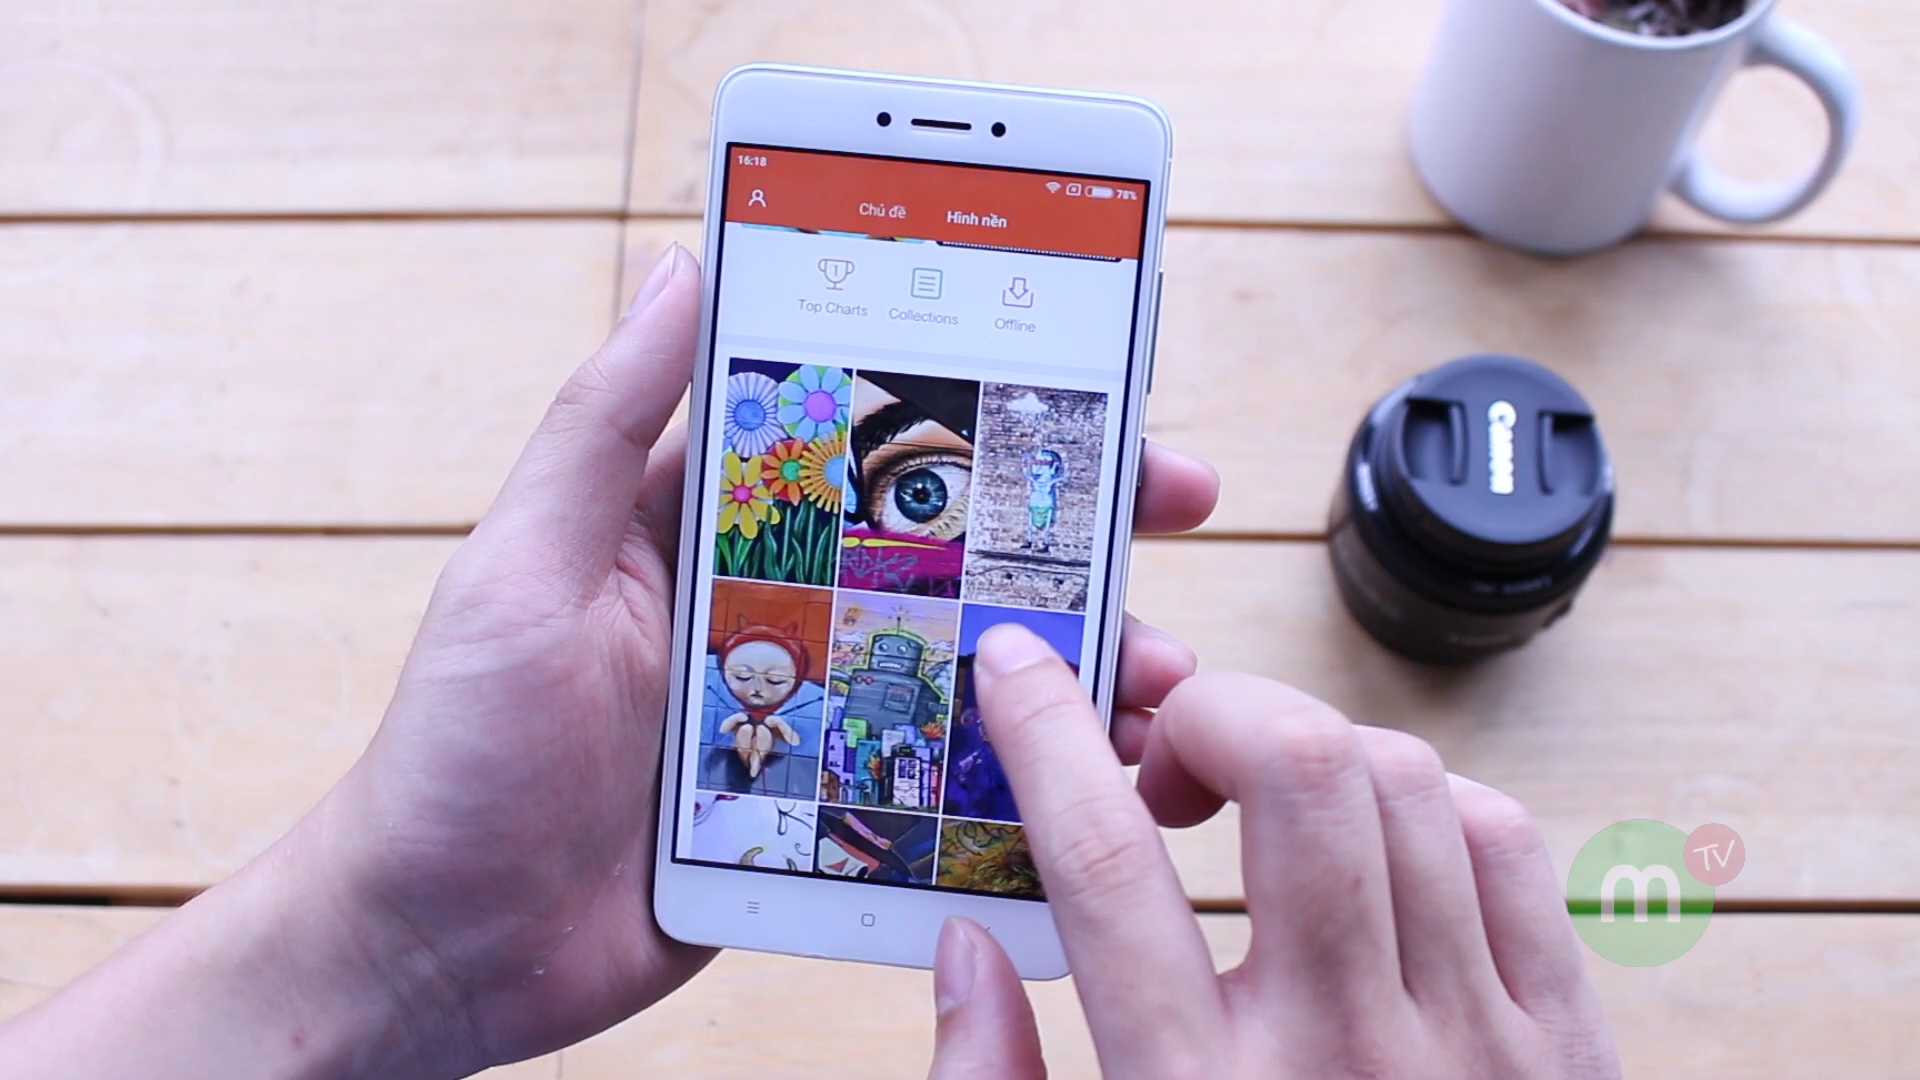 16:18
78%
Chủ đề
Hình nền
Top Charts
Collections
Offline
Canon
m TV